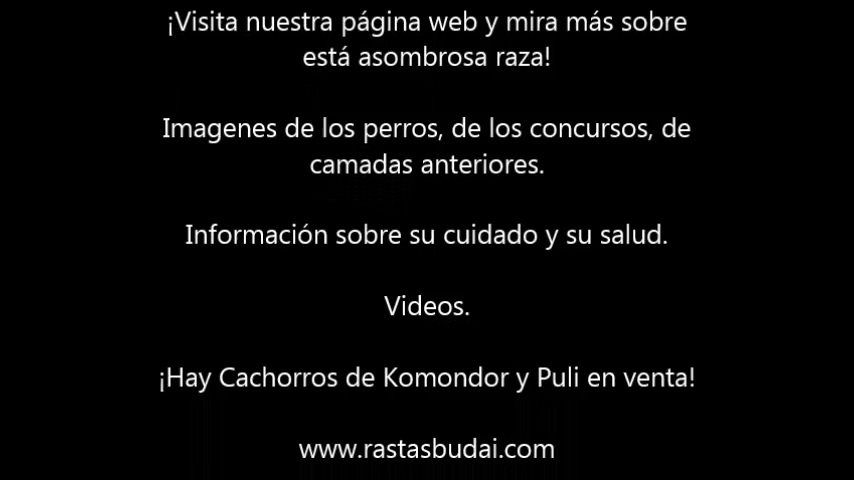 ¡Visita nuestra página web y mira más sobre
está asombrosa raza!
Imagenes de los perros, de los concursos, de
camadas anteriores.
Información sobre su cuidado y su salud.
Videos.
¡Hay Cachorros de Komondor y Puli en venta!
www.rastasbudai.com